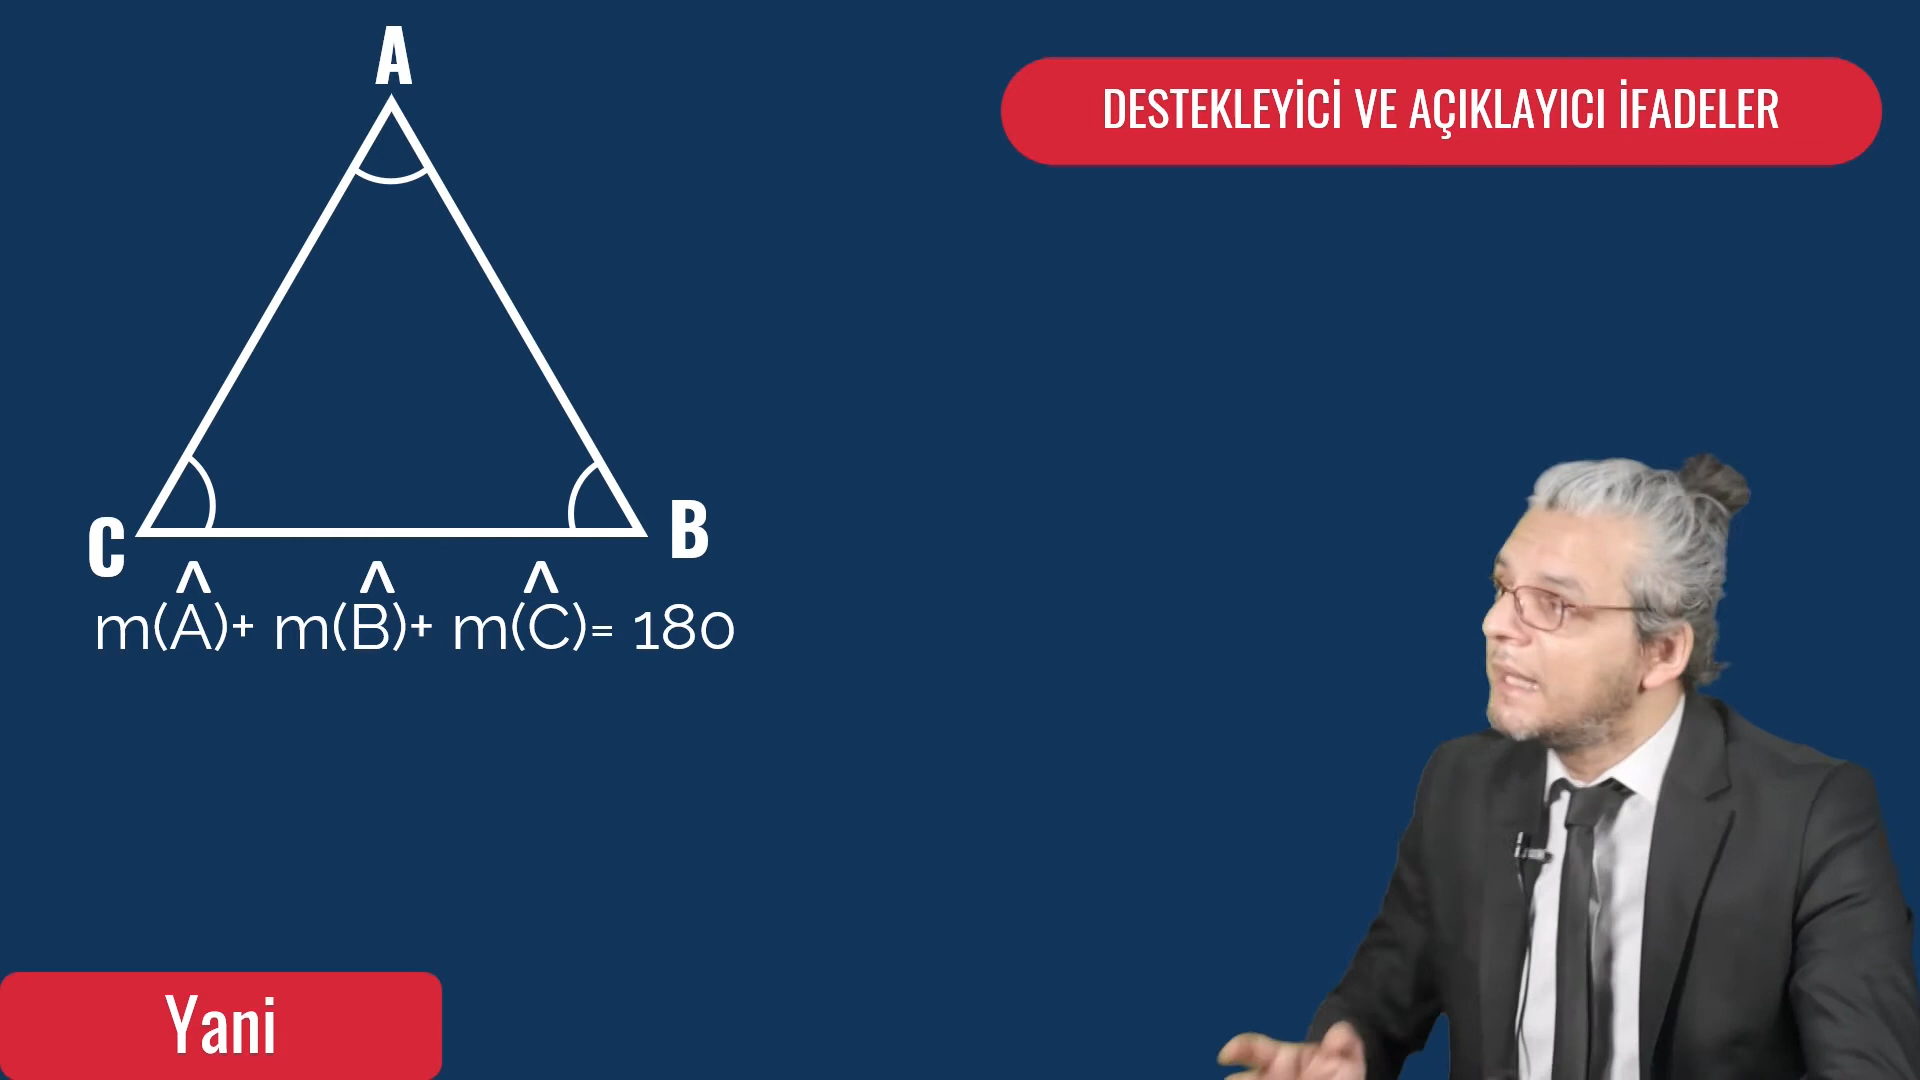 A
DESTEKLEYİCİ VE AÇIKLAYICI İFADELER
C
B
^ ^ ^
m(A)+ m(B)+ m(C)= 180
Yani